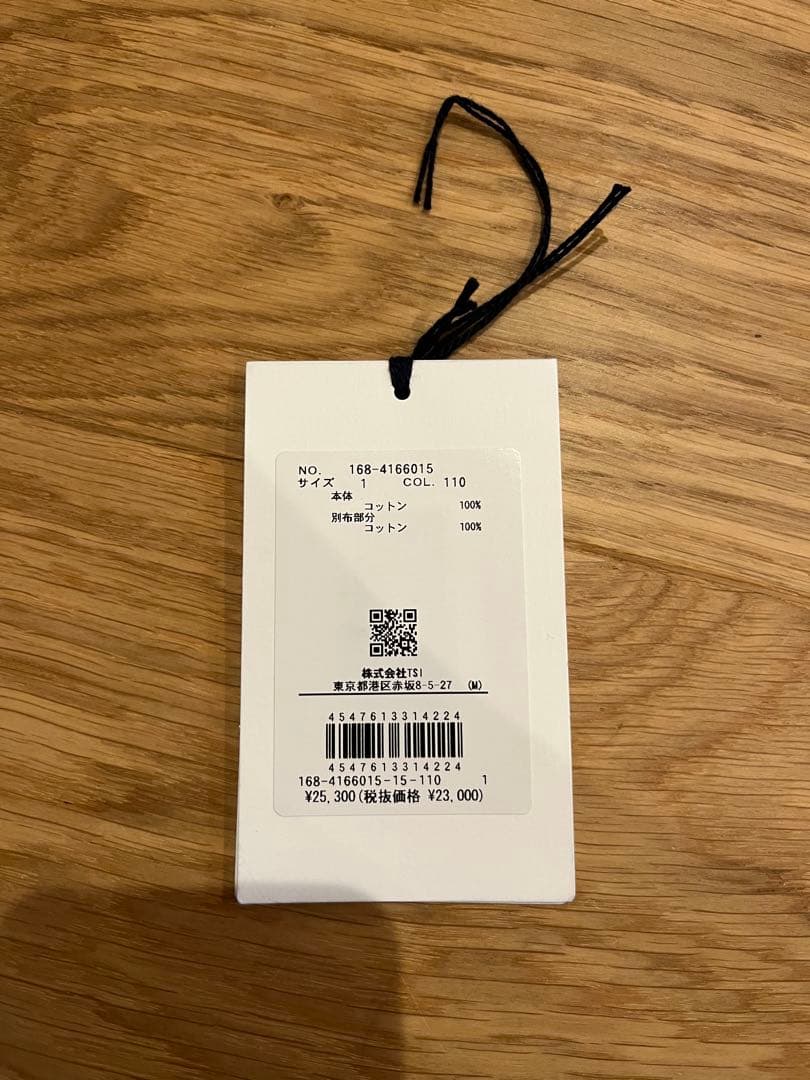 NO. 168-4166015
サイズ 1 COL. 110
本体
コットン 100%
別布部分
コットン 100%
株式会社TSI
東京都港区赤坂8-5-27 (M)
4547613314224
4547613314224
168-4166015-15-110 1
¥25,300(税抜価格 ¥23,000)